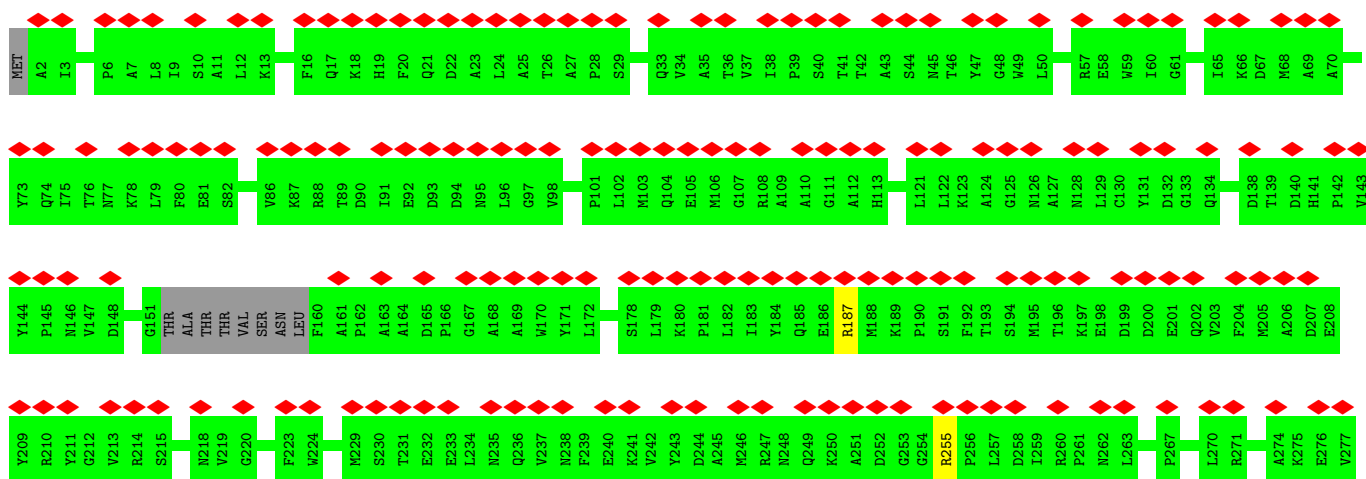 MET A2 I3 P6 A7 L8 I9 S10 A11 L12 K13 F16 Q17 K18 H19 F20 Q21 D22 A23 L24 A25 T26 A27 P28 S29 Q33 V34 A35 T36 V37 I38 P39 S40 T41 T42 A43 S44 N45 T46 Y47 G48 W49 L50 R57 E58 W59 I60 G61 I65 K66 D67 M68 A69 A70
Y73 Q74 I75 T76 N77 K78 L79 F80 E81 S82 V86 K87 R88 T89 D90 I91 E92 D93 D94 N95 L96 G97 V98 P101 L102 M103 Q104 E105 M106 G107 R108 A109 A110 G111 A112 H113 L121 L122 K123 A124 G125 N126 A127 N128 L129 C130 Y131 D132 G133 Q134 D138 T139 D140 H141 P142 V143
Y144 P145 N146 V147 D148 G151 THR ALA THR THR VAL SER ASN LEU F160 A161 P162 A163 A164 D165 P166 G167 A168 A169 W170 Y171 L172 S178 L179 K180 P181 L182 I183 Y184 Q185 E186 R187 M188 K189 P190 S191 F192 T193 S194 M195 T196 K197 E198 D199 D200 E201 Q202 V203 F204 M205 A206 D207 E208
Y209 R210 Y211 G212 V213 R214 S215 N218 V219 G220 F223 W224 M229 S230 T231 E232 E233 L234 N235 Q236 V237 N238 F239 E240 K241 V242 Y243 D244 A245 M246 R247 N248 Q249 K250 A251 D252 G253 G254 R255 P256 L257 D258 I259 R260 P261 N262 L263 P267 L270 R271 A274 K275 E276 V277